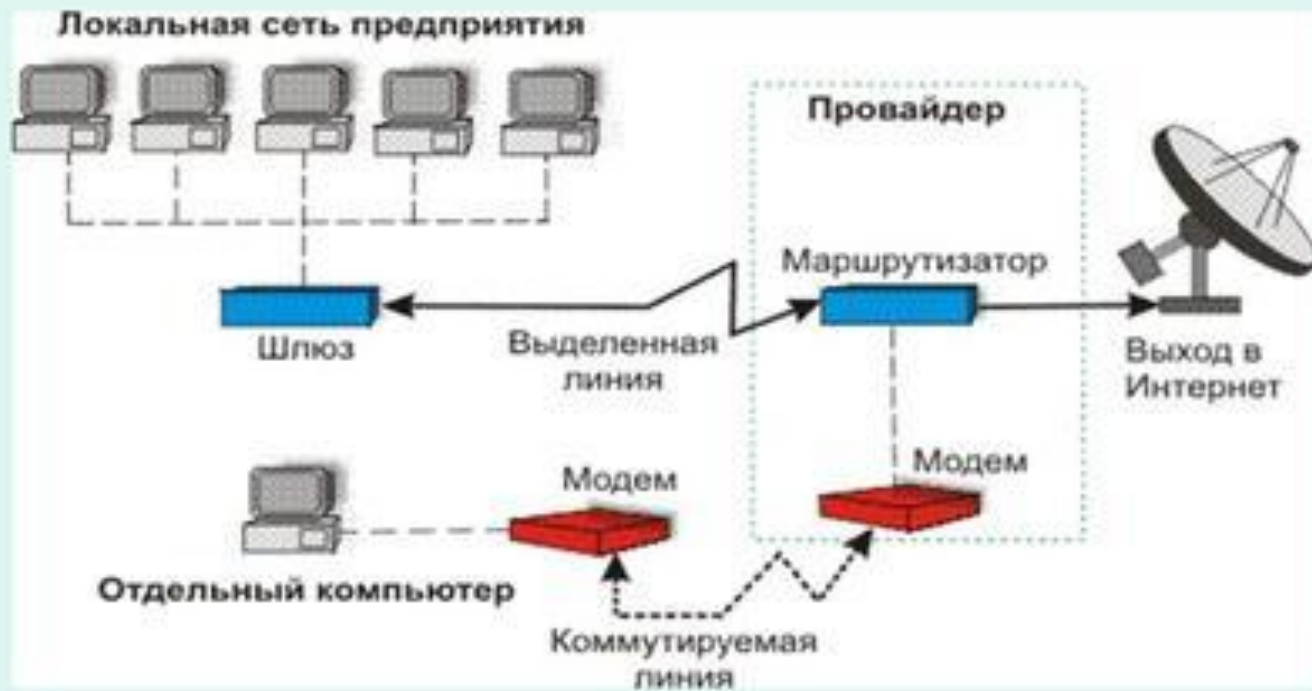 Локальная сеть предприятия
Провайдер
Маршрутизатор
Шлюз
Выделенная
линия
Выход в
Интернет
Модем
Модем
Отдельный компьютер
Коммутируемая
линия